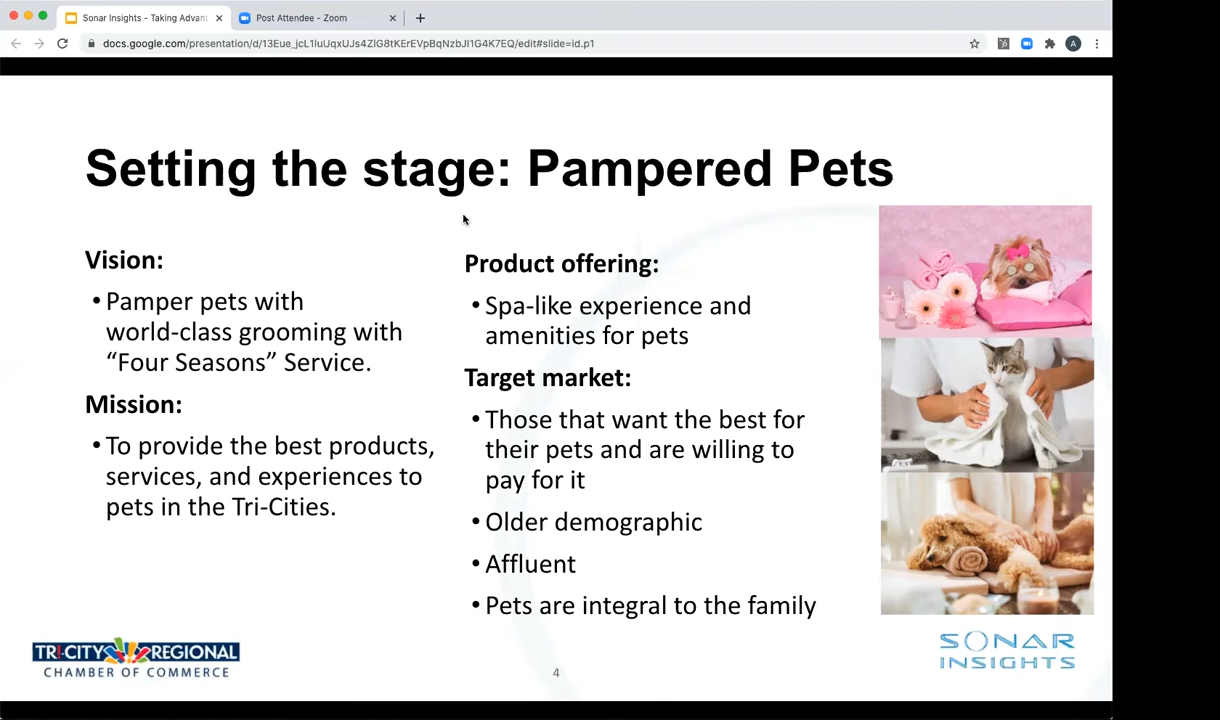 Sonar Insights - Taking Advant
Post Attendee - Zoom
docs.google.com/presentation/d/13Eue_jcL1luUqxUJs4ZlG8tKErEVpBqNzbJI1G4K7EQ/edit#slide=id.p1
A
Setting the stage: Pampered Pets
Vision:
• Pamper pets with
world-class grooming with
“Four Seasons” Service.
Mission:
• To provide the best products,
services, and experiences to
pets in the Tri-Cities.
Product offering:
• Spa-like experience and
amenities for pets
Target market:
• Those that want the best for
their pets and are willing to
pay for it
• Older demographic
• Affluent
• Pets are integral to the family
TRI-CITY REGIONAL
CHAMBER OF COMMERCE
4
SONAR
INSIGHTS